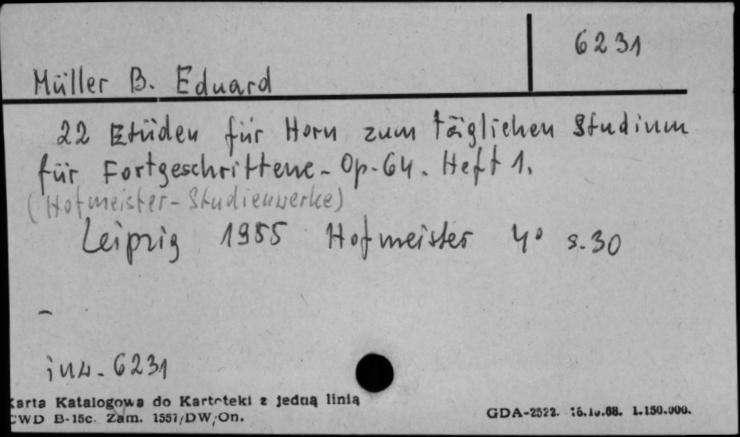 6231
Müller B. Eduard
22 Etüden für Horn zum täglichen Studium
für Fortgeschrittene - Op. 64. Heft 1.
(Hofmeister-Studienwerke)
Leipzig 1955 Hofmeister 4° s. 30
inw. 6231
Karta Katalogowa do Kartoteki z jedną linią
CWD B-15c. Zam. 1557/DW/On.
GDA-2522. 16.10.68. 1.150.000.